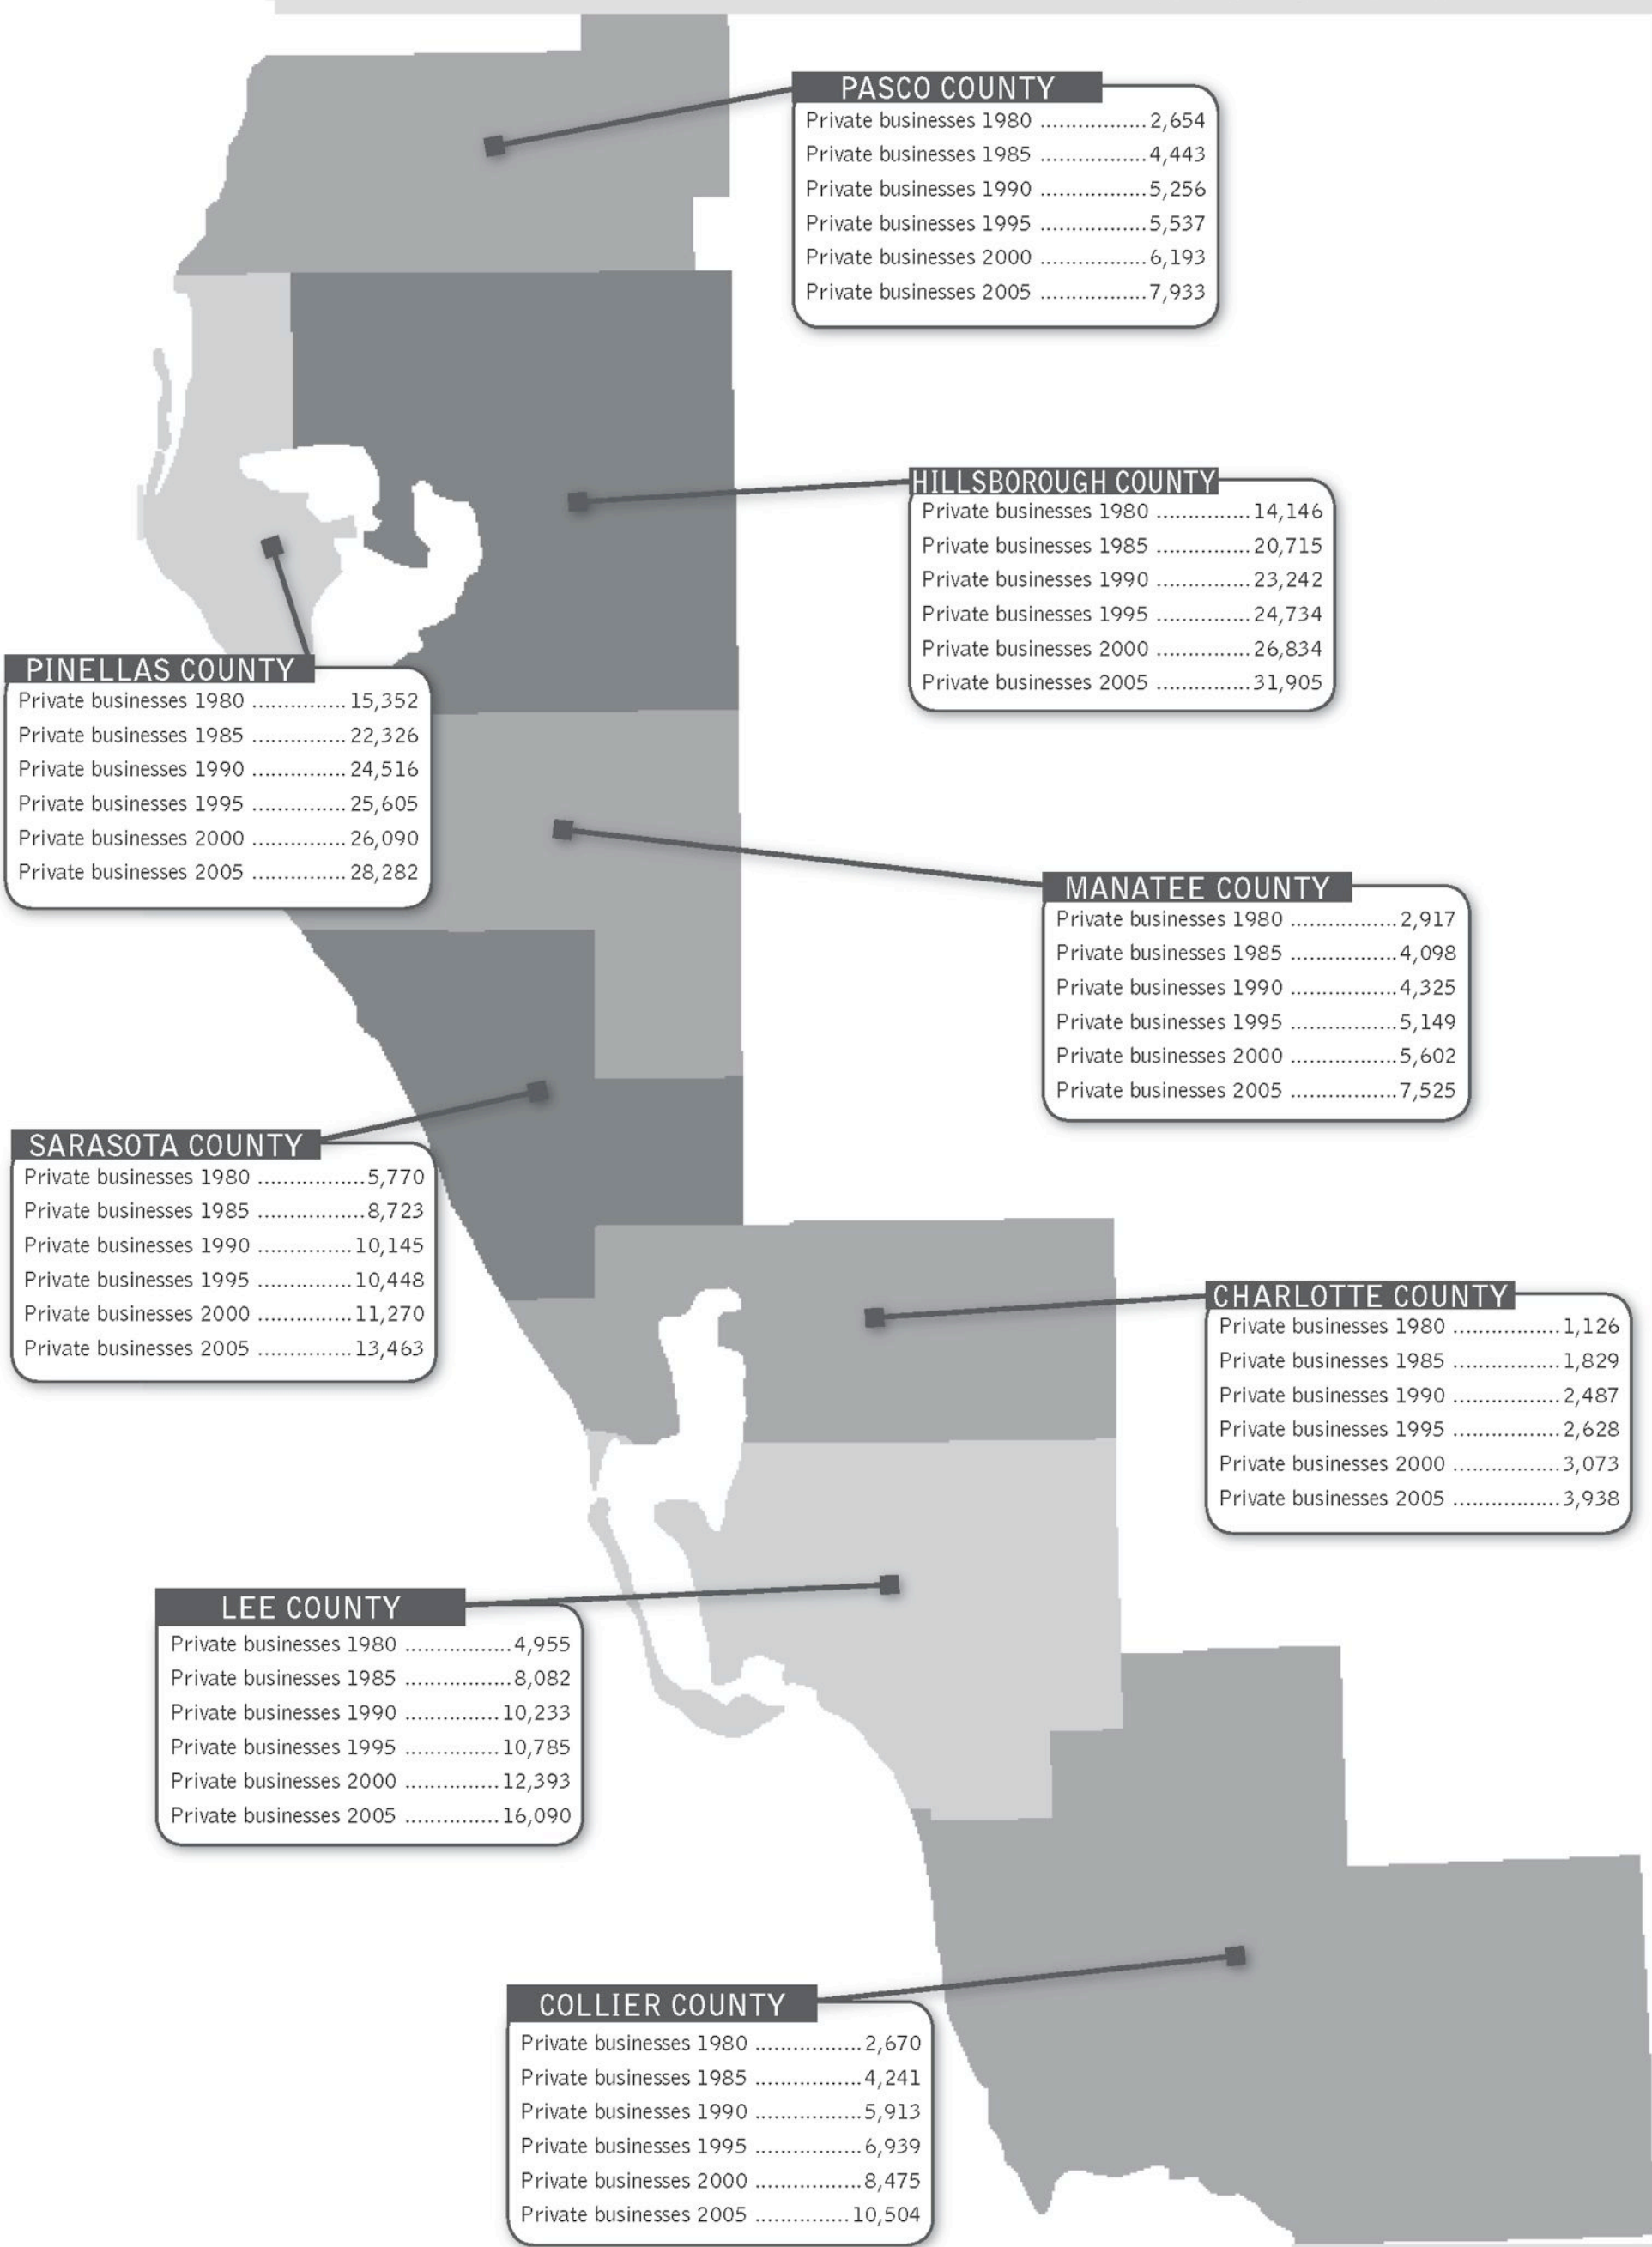 PASCO COUNTY
Private businesses 1980 .................2,654
Private businesses 1985 .................4,443
Private businesses 1990 .................5,256
Private businesses 1995 .................5,537
Private businesses 2000 .................6,193
Private businesses 2005 .................7,933
HILLSBOROUGH COUNTY
Private businesses 1980 ...............14,146
Private businesses 1985 ...............20,715
Private businesses 1990 ...............23,242
Private businesses 1995 ...............24,734
Private businesses 2000 ...............26,834
Private businesses 2005 ...............31,905
PINELLAS COUNTY
Private businesses 1980 ...............15,352
Private businesses 1985 ...............22,326
Private businesses 1990 ...............24,516
Private businesses 1995 ...............25,605
Private businesses 2000 ...............26,090
Private businesses 2005 ...............28,282
MANATEE COUNTY
Private businesses 1980 .................2,917
Private businesses 1985 .................4,098
Private businesses 1990 .................4,325
Private businesses 1995 .................5,149
Private businesses 2000 .................5,602
Private businesses 2005 .................7,525
SARASOTA COUNTY
Private businesses 1980 .................5,770
Private businesses 1985 .................8,723
Private businesses 1990 ...............10,145
Private businesses 1995 ...............10,448
Private businesses 2000 ...............11,270
Private businesses 2005 ...............13,463
CHARLOTTE COUNTY
Private businesses 1980 .................1,126
Private businesses 1985 .................1,829
Private businesses 1990 .................2,487
Private businesses 1995 .................2,628
Private businesses 2000 .................3,073
Private businesses 2005 .................3,938
LEE COUNTY
Private businesses 1980 .................4,955
Private businesses 1985 .................8,082
Private businesses 1990 ...............10,233
Private businesses 1995 ...............10,785
Private businesses 2000 ...............12,393
Private businesses 2005 ...............16,090
COLLIER COUNTY
Private businesses 1980 .................2,670
Private businesses 1985 .................4,241
Private businesses 1990 .................5,913
Private businesses 1995 .................6,939
Private businesses 2000 .................8,475
Private businesses 2005 ...............10,504